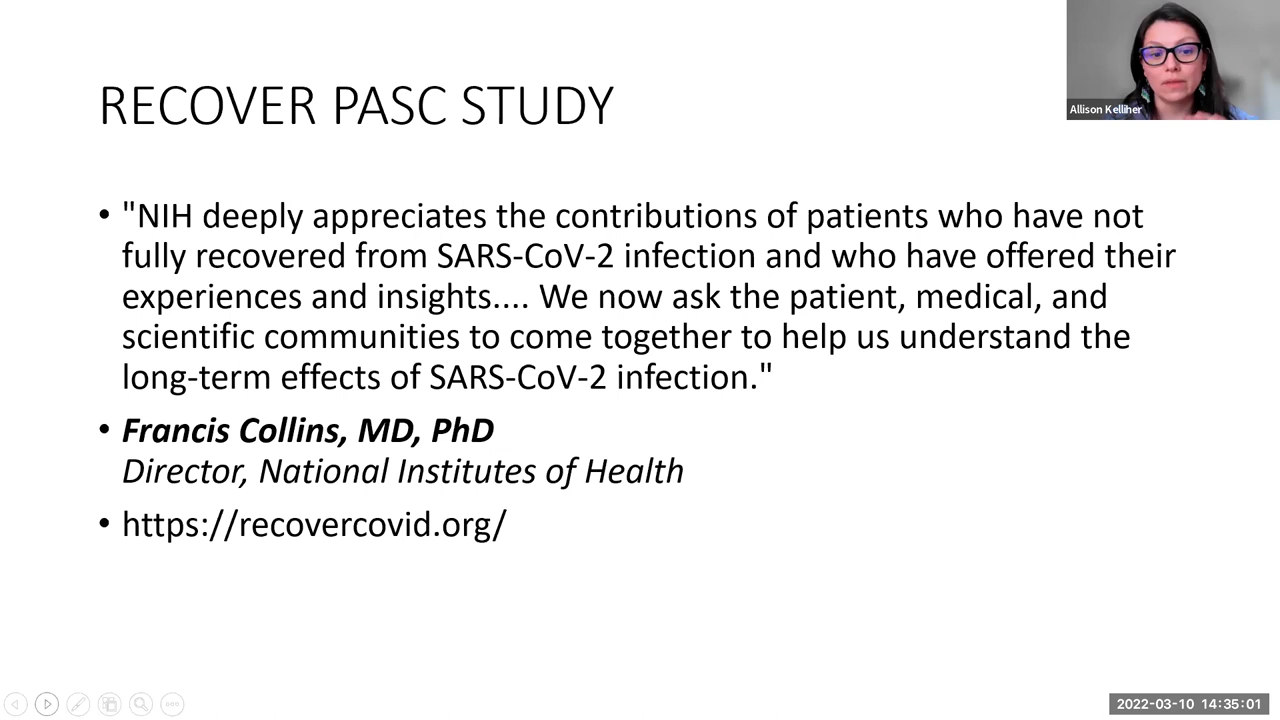 Allison Kelliher
RECOVER PASC STUDY
• "NIH deeply appreciates the contributions of patients who have not
fully recovered from SARS-CoV-2 infection and who have offered their
experiences and insights.... We now ask the patient, medical, and
scientific communities to come together to help us understand the
long-term effects of SARS-CoV-2 infection."
• Francis Collins, MD, PhD
Director, National Institutes of Health
• https://recovercovid.org/
2022-03-10 14:35:01